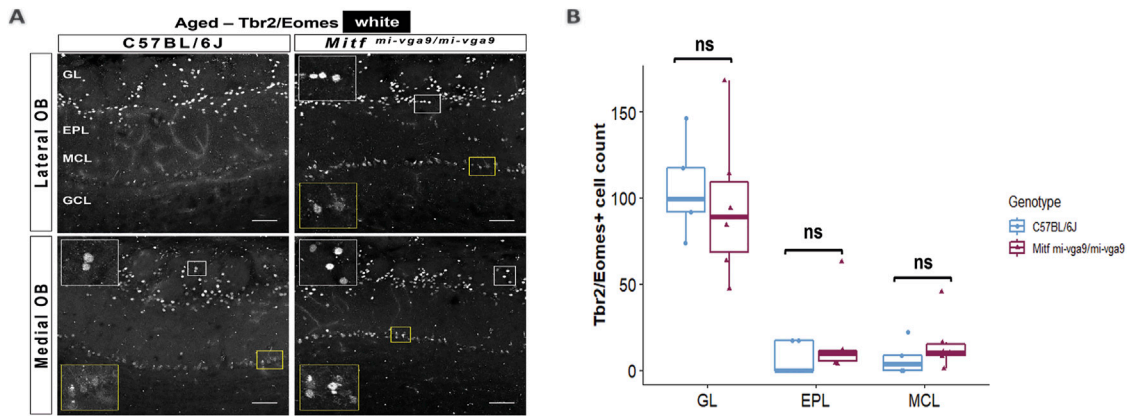 A
Aged – Tbr2/Eomes white
C57BL/6J
Mitf mi-vga9/mi-vga9
Lateral OB
GL
EPL
MCL
GCL
Medial OB
B
Tbr2/Eomes+ cell count
150
100
50
0
ns
ns
ns
GL
EPL
MCL
Genotype
C57BL/6J
Mitf mi-vga9/mi-vga9